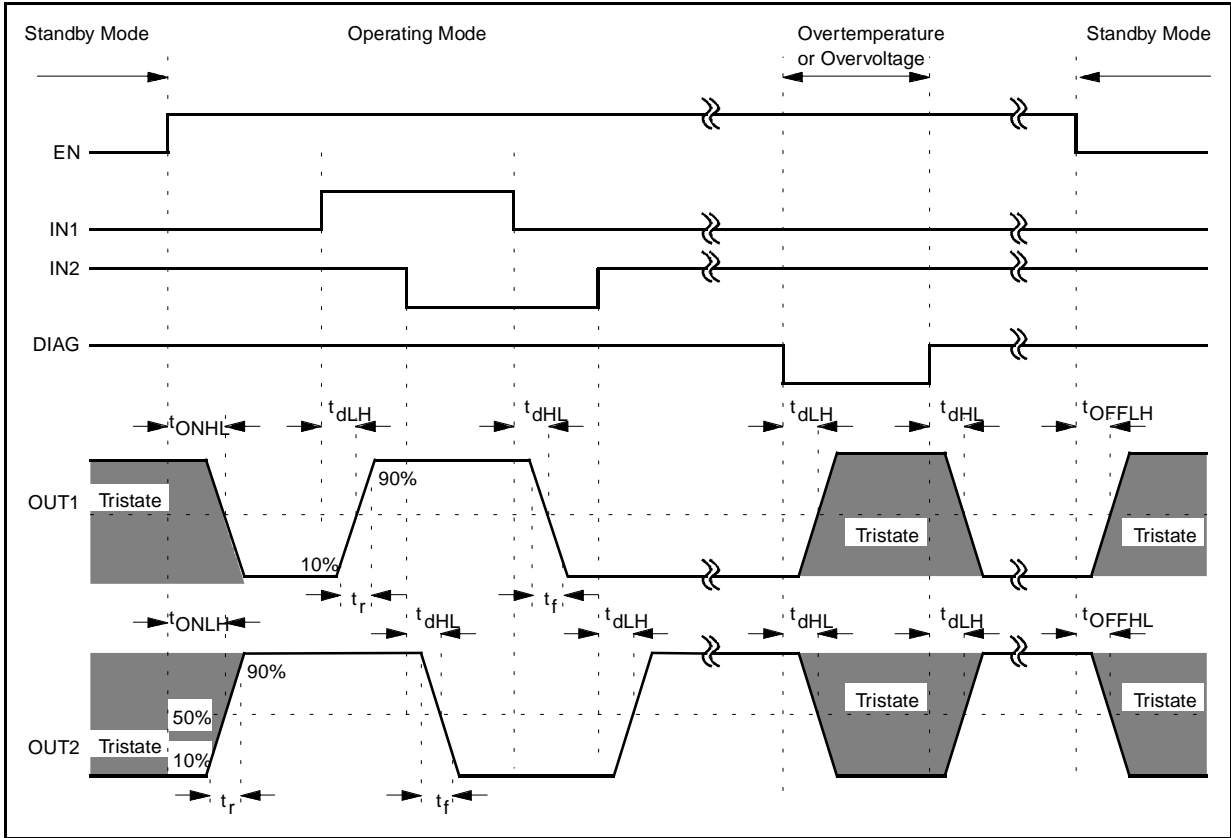 Standby Mode
Operating Mode
Overtemperature
or Overvoltage
Standby Mode
EN
IN1
IN2
DIAG
tONHL
tdLH
tdHL
tdLH
tdHL
tOFFLH
OUT1
Tristate
90%
10%
Tristate
Tristate
tr
tf
tONLH
tdHL
tdLH
tdHL
tdLH
tOFFHL
90%
50%
OUT2
Tristate
10%
Tristate
Tristate
tr
tf